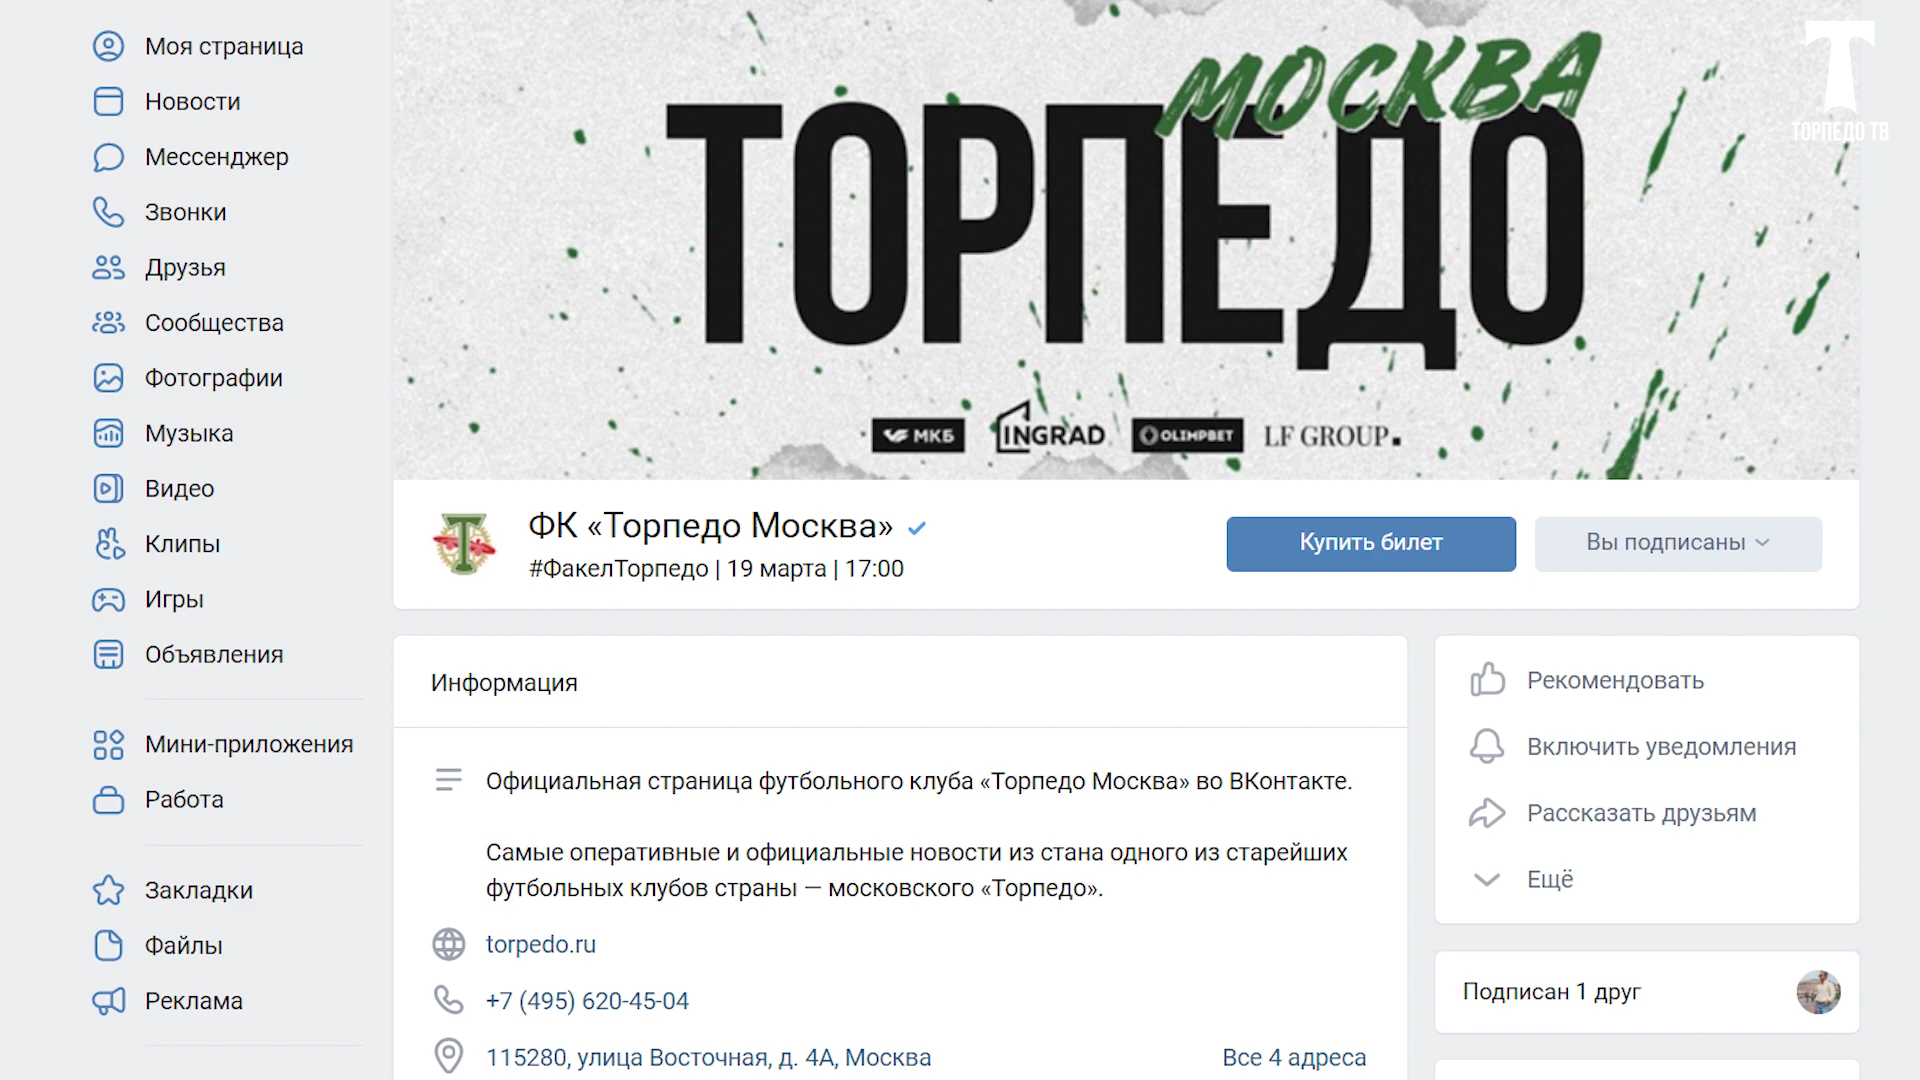 Моя страница
Новости
Мессенджер
Звонки
Друзья
Сообщества
Фотографии
Музыка
Видео
Клипы
Игры
Объявления
Мини-приложения
Работа
Закладки
Файлы
Реклама
МОСКВА
ТОРПЕДО
МКБ
INGRAD
OLIMPBET
LF GROUP.
ТОРПЕДО ТВ
ФК «Торпедо Москва»
#ФакелТорпедо | 19 марта | 17:00
Купить билет
Вы подписаны
Информация
Официальная страница футбольного клуба «Торпедо Москва» во ВКонтакте.
Самые оперативные и официальные новости из стана одного из старейших
футбольных клубов страны — московского «Торпедо».
torpedo.ru
+7 (495) 620-45-04
115280, улица Восточная, д. 4А, Москва
Все 4 адреса
Рекомендовать
Включить уведомления
Рассказать друзьям
Ещё
Подписан 1 друг